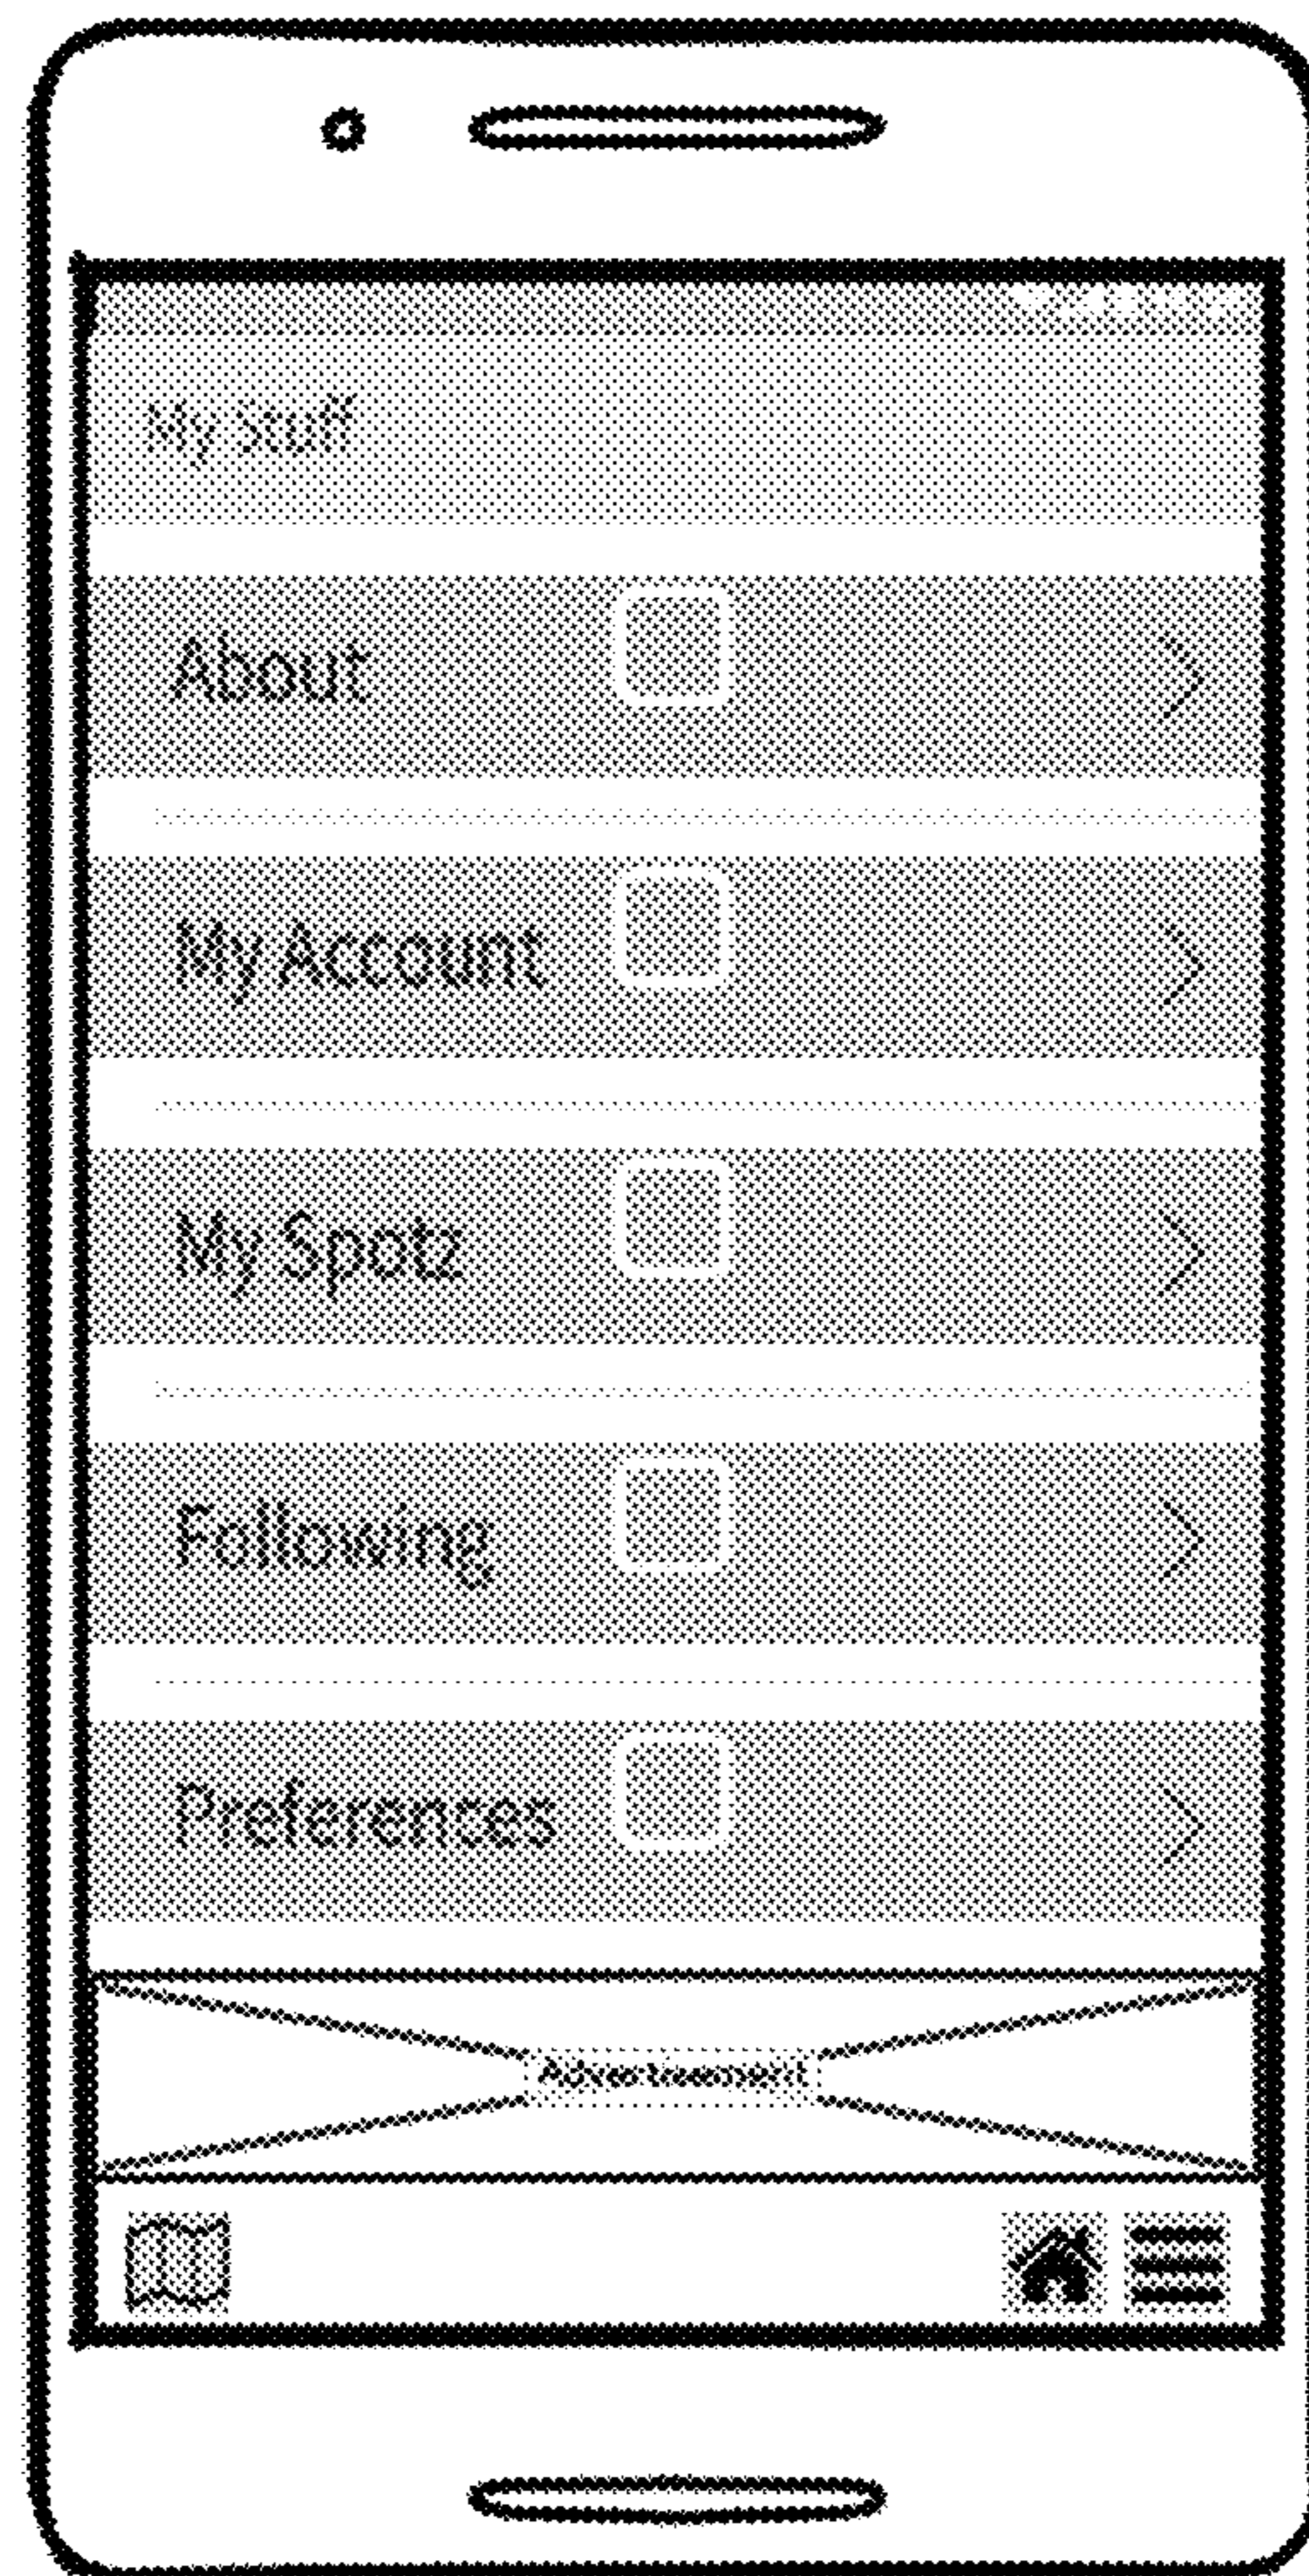 My Stuff
About
My Account
My Spotz
Following
Preferences
Advertisement